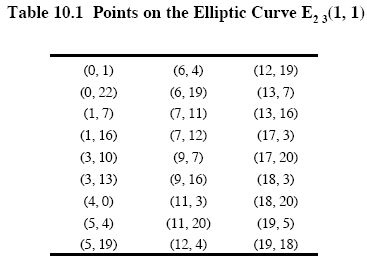 Table 10.1 Points on the Elliptic Curve E2 3(1, 1)
(0, 1) (6, 4) (12, 19)
(0, 22) (6, 19) (13, 7)
(1, 7) (7, 11) (13, 16)
(1, 16) (7, 12) (17, 3)
(3, 10) (9, 7) (17, 20)
(3, 13) (9, 16) (18, 3)
(4, 0) (11, 3) (18, 20)
(5, 4) (11, 20) (19, 5)
(5, 19) (12, 4) (19, 18)